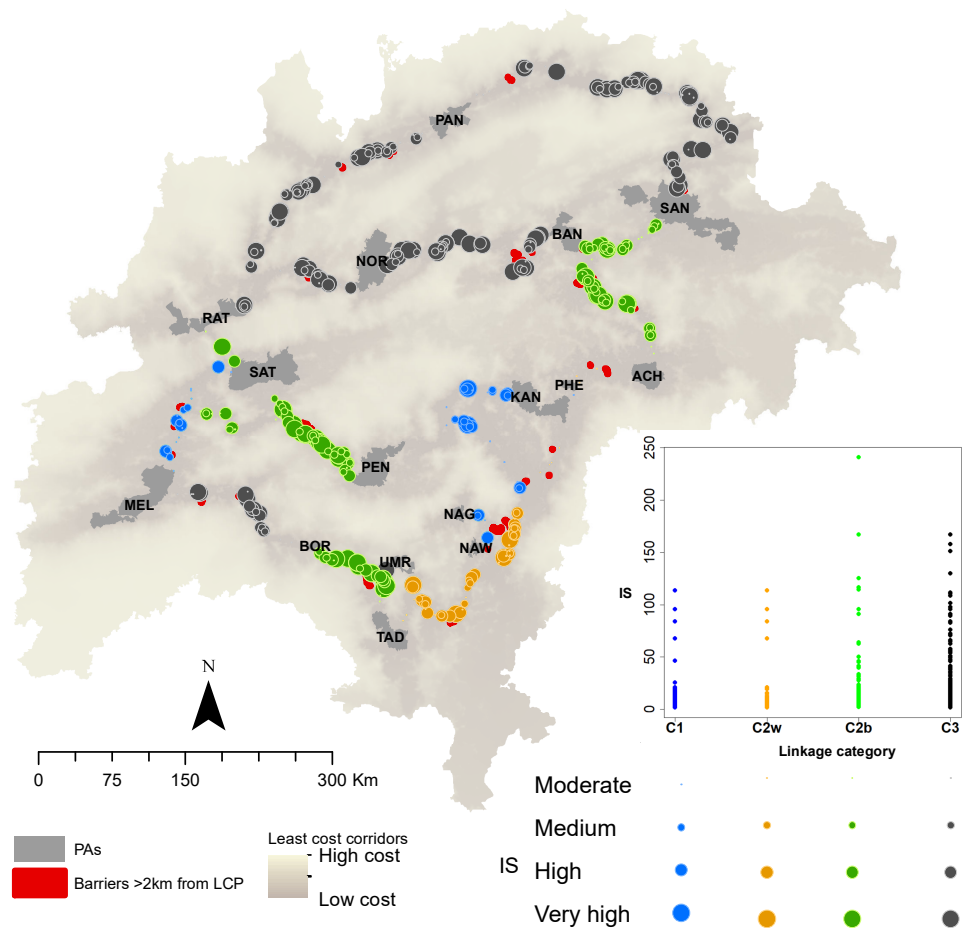 PAN
SAN
BAN
NOR
RAT
SAT
PHE
ACH
KAN
PEN
MEL
NAG
NAW
BOR
UMR
TAD
N
0 75 150 300 Km
PAs
Barriers >2km from LCP
Least cost corridors
High cost
Low cost
250
200
150
100
50
0
IS
C1 C2w C2b C3
Linkage category
IS
Moderate
Medium
High
Very high